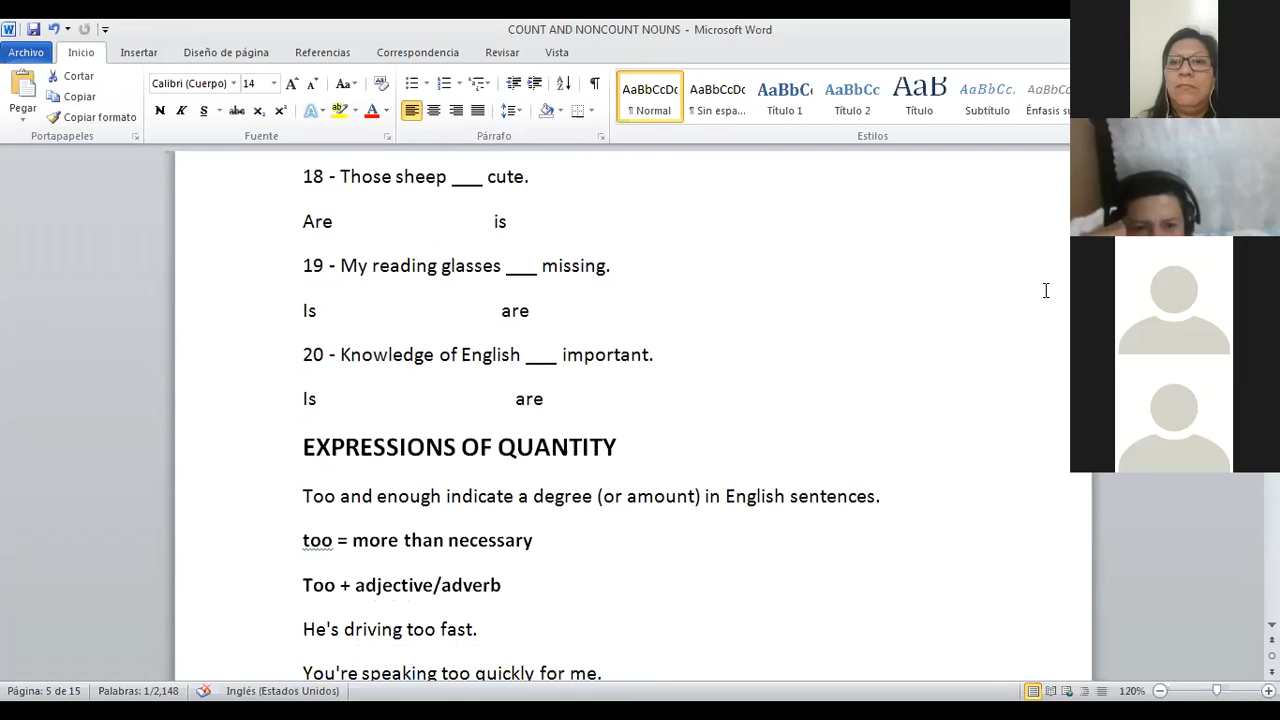 COUNT AND NONCOUNT NOUNS - Microsoft Word
Archivo Inicio Insertar Diseño de página Referencias Correspondencia Revisar Vista
Pegar
Cortar
Copiar
Copiar formato
Portapapeles
Calibri (Cuerpo) 14
Fuente
Párrafo
AaBbCcDc AaBbCcDc AaBbC AaBbCc AaB AaBbCc. AaBbCc
¶ Normal ¶ Sin espa... Título 1 Título 2 Título Subtítulo Énfasis su
Estilos
18 - Those sheep ___ cute.
Are is
19 - My reading glasses ___ missing.
Is are
20 - Knowledge of English ___ important.
Is are
EXPRESSIONS OF QUANTITY
Too and enough indicate a degree (or amount) in English sentences.
too = more than necessary
Too + adjective/adverb
He's driving too fast.
You're speaking too quickly for me.
Página: 5 de 15 Palabras: 1/2,148 Inglés (Estados Unidos) 120%